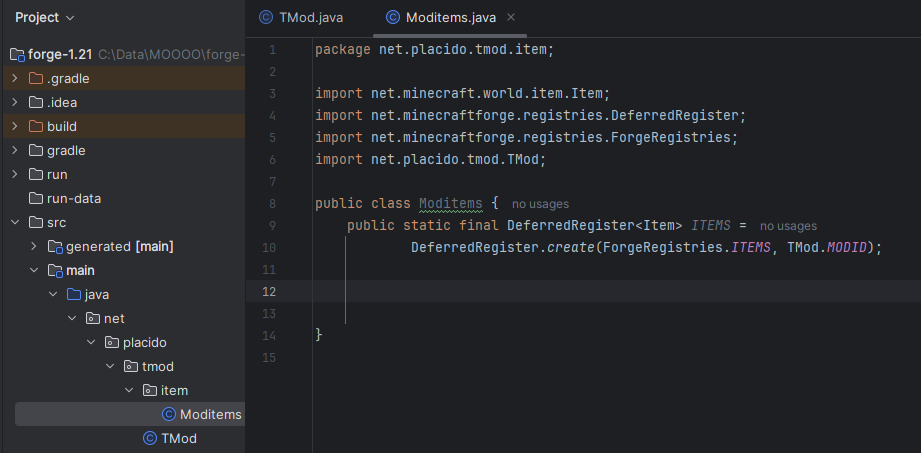 Project
forge-1.21 C:\Data\MOOOO\forge-
.gradle
.idea
build
gradle
run
run-data
src
generated [main]
main
java
net
placido
tmod
item
Moditems
TMod
TMod.java
Moditems.java
1 package net.placido.tmod.item;
2
3 import net.minecraft.world.item.Item;
4 import net.minecraftforge.registries.DeferredRegister;
5 import net.minecraftforge.registries.ForgeRegistries;
6 import net.placido.tmod.TMod;
7
8 public class Moditems { no usages
9 public static final DeferredRegister<Item> ITEMS = no usages
10 DeferredRegister.create(ForgeRegistries.ITEMS, TMod.MODID);
11
12
13
14 }
15